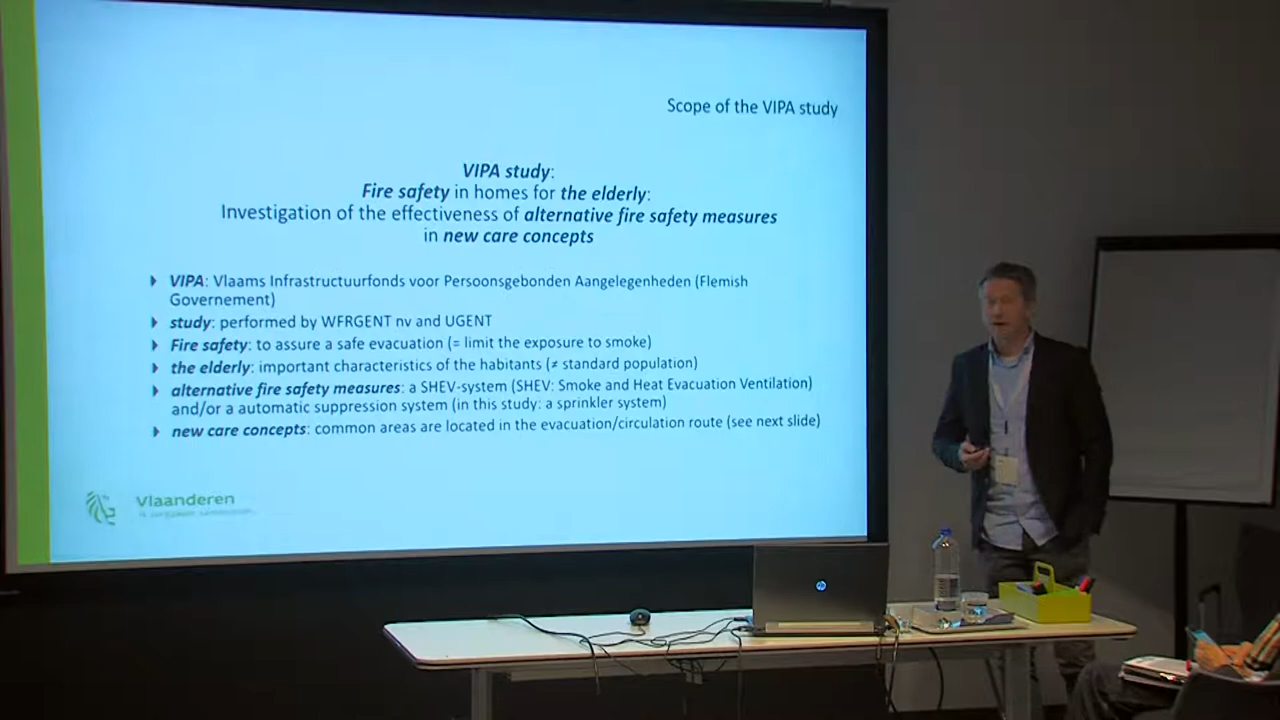 Scope of the VIPA study
VIPA study:
Fire safety in homes for the elderly:
Investigation of the effectiveness of alternative fire safety measures
in new care concepts
VIPA: Vlaams Infrastructuurfonds voor Persoonsgebonden Aangelegenheden (Flemish
Governement)
study: performed by WFRGENT nv and UGENT
Fire safety: to assure a safe evacuation (= limit the exposure to smoke)
the elderly: important characteristics of the habitants (≠ standard population)
alternative fire safety measures: a SHEV-system (SHEV: Smoke and Heat Evacuation Ventilation)
and/or a automatic suppression system (in this study: a sprinkler system)
new care concepts: common areas are located in the evacuation/circulation route (see next slide)
Vlaanderen
hp